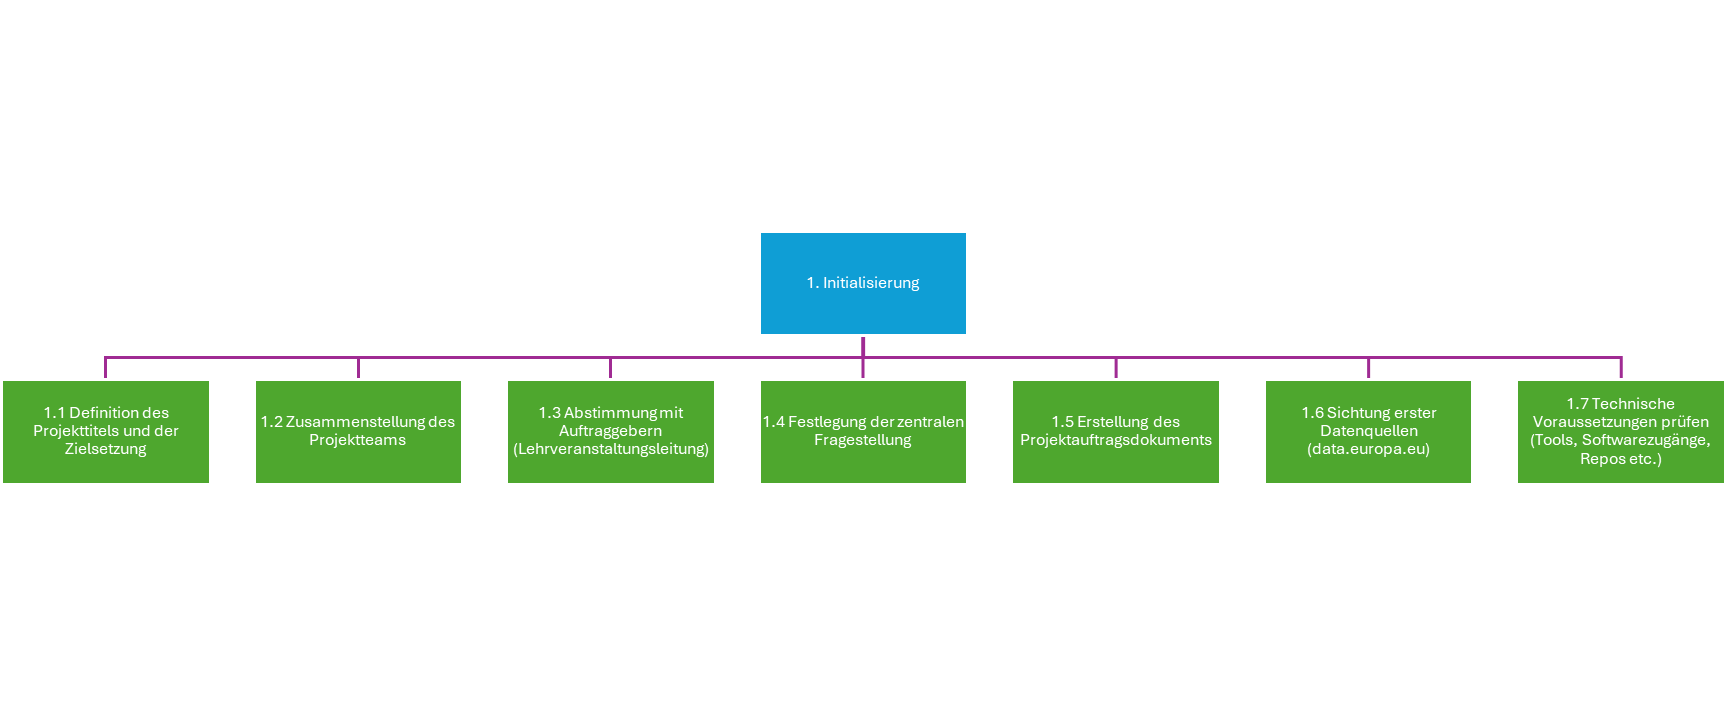 1. Initialisierung
1.1 Definition des
Projekttitels und der
Zielsetzung
1.2 Zusammenstellung des
Projektteams
1.3 Abstimmung mit
Auftraggebern
(Lehrveranstaltungsleitung)
1.4 Festlegung der zentralen
Fragestellung
1.5 Erstellung des
Projektauftragsdokuments
1.6 Sichtung erster
Datenquellen
(data.europa.eu)
1.7 Technische
Voraussetzungen prüfen
(Tools, Softwarezugänge,
Repos etc.)